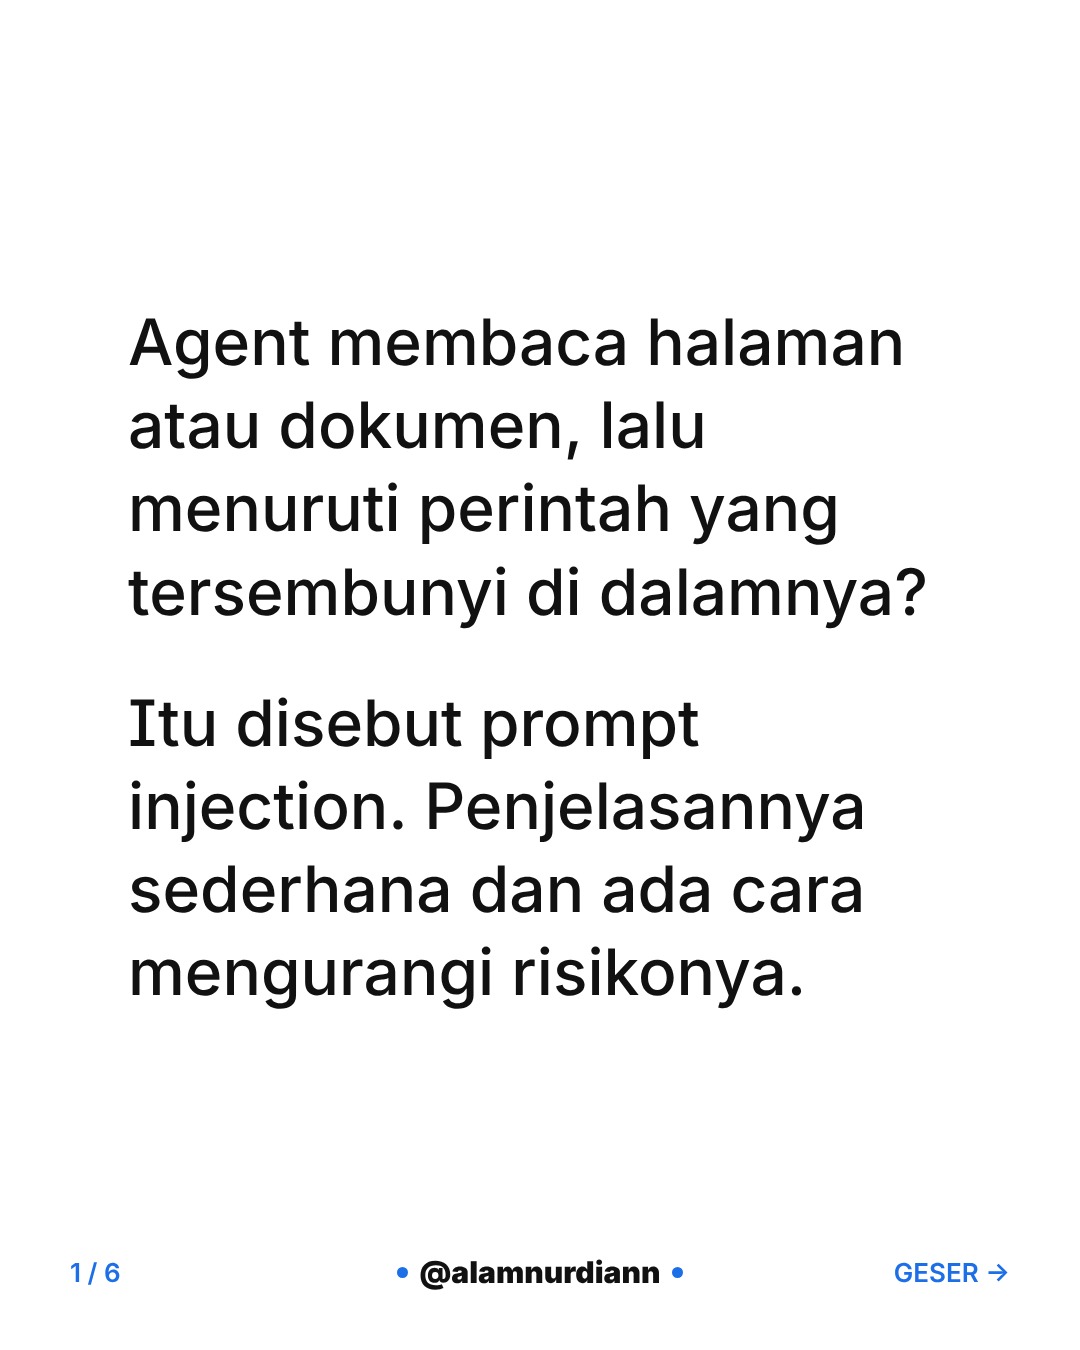 Agent membaca halaman
atau dokumen, lalu
menuruti perintah yang
tersembunyi di dalamnya?
Itu disebut prompt
injection. Penjelasannya
sederhana dan ada cara
mengurangi risikonya.
1 / 6
• @alamnurdiann •
GESER →